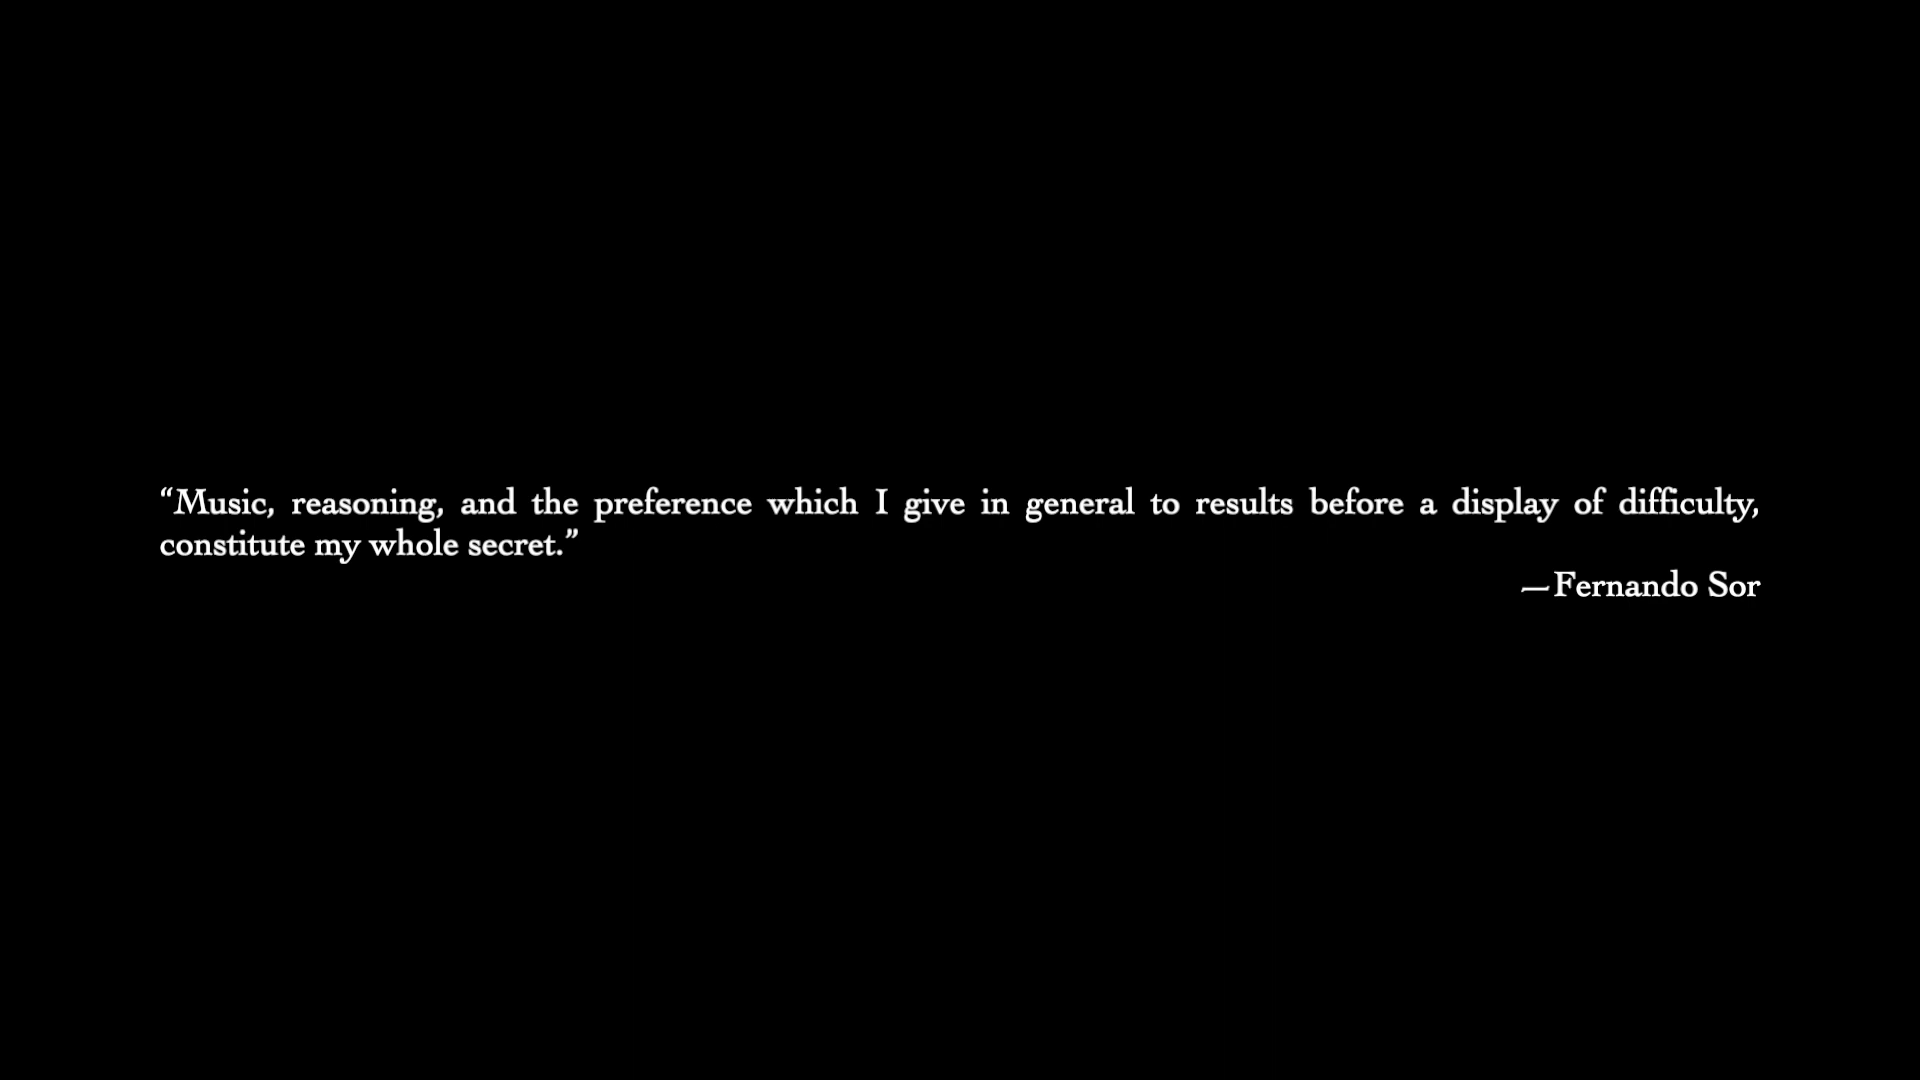 “Music, reasoning, and the preference which I give in general to results before a display of difficulty,
constitute my whole secret.”
—Fernando Sor